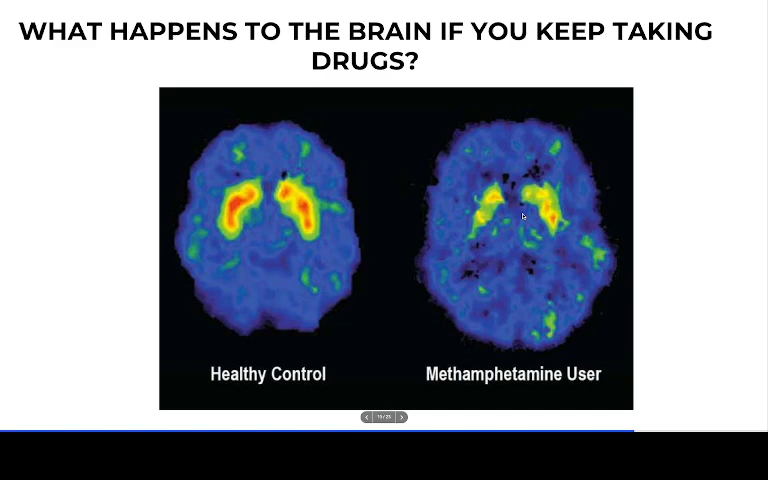 WHAT HAPPENS TO THE BRAIN IF YOU KEEP TAKING
DRUGS?
Healthy Control
Methamphetamine User